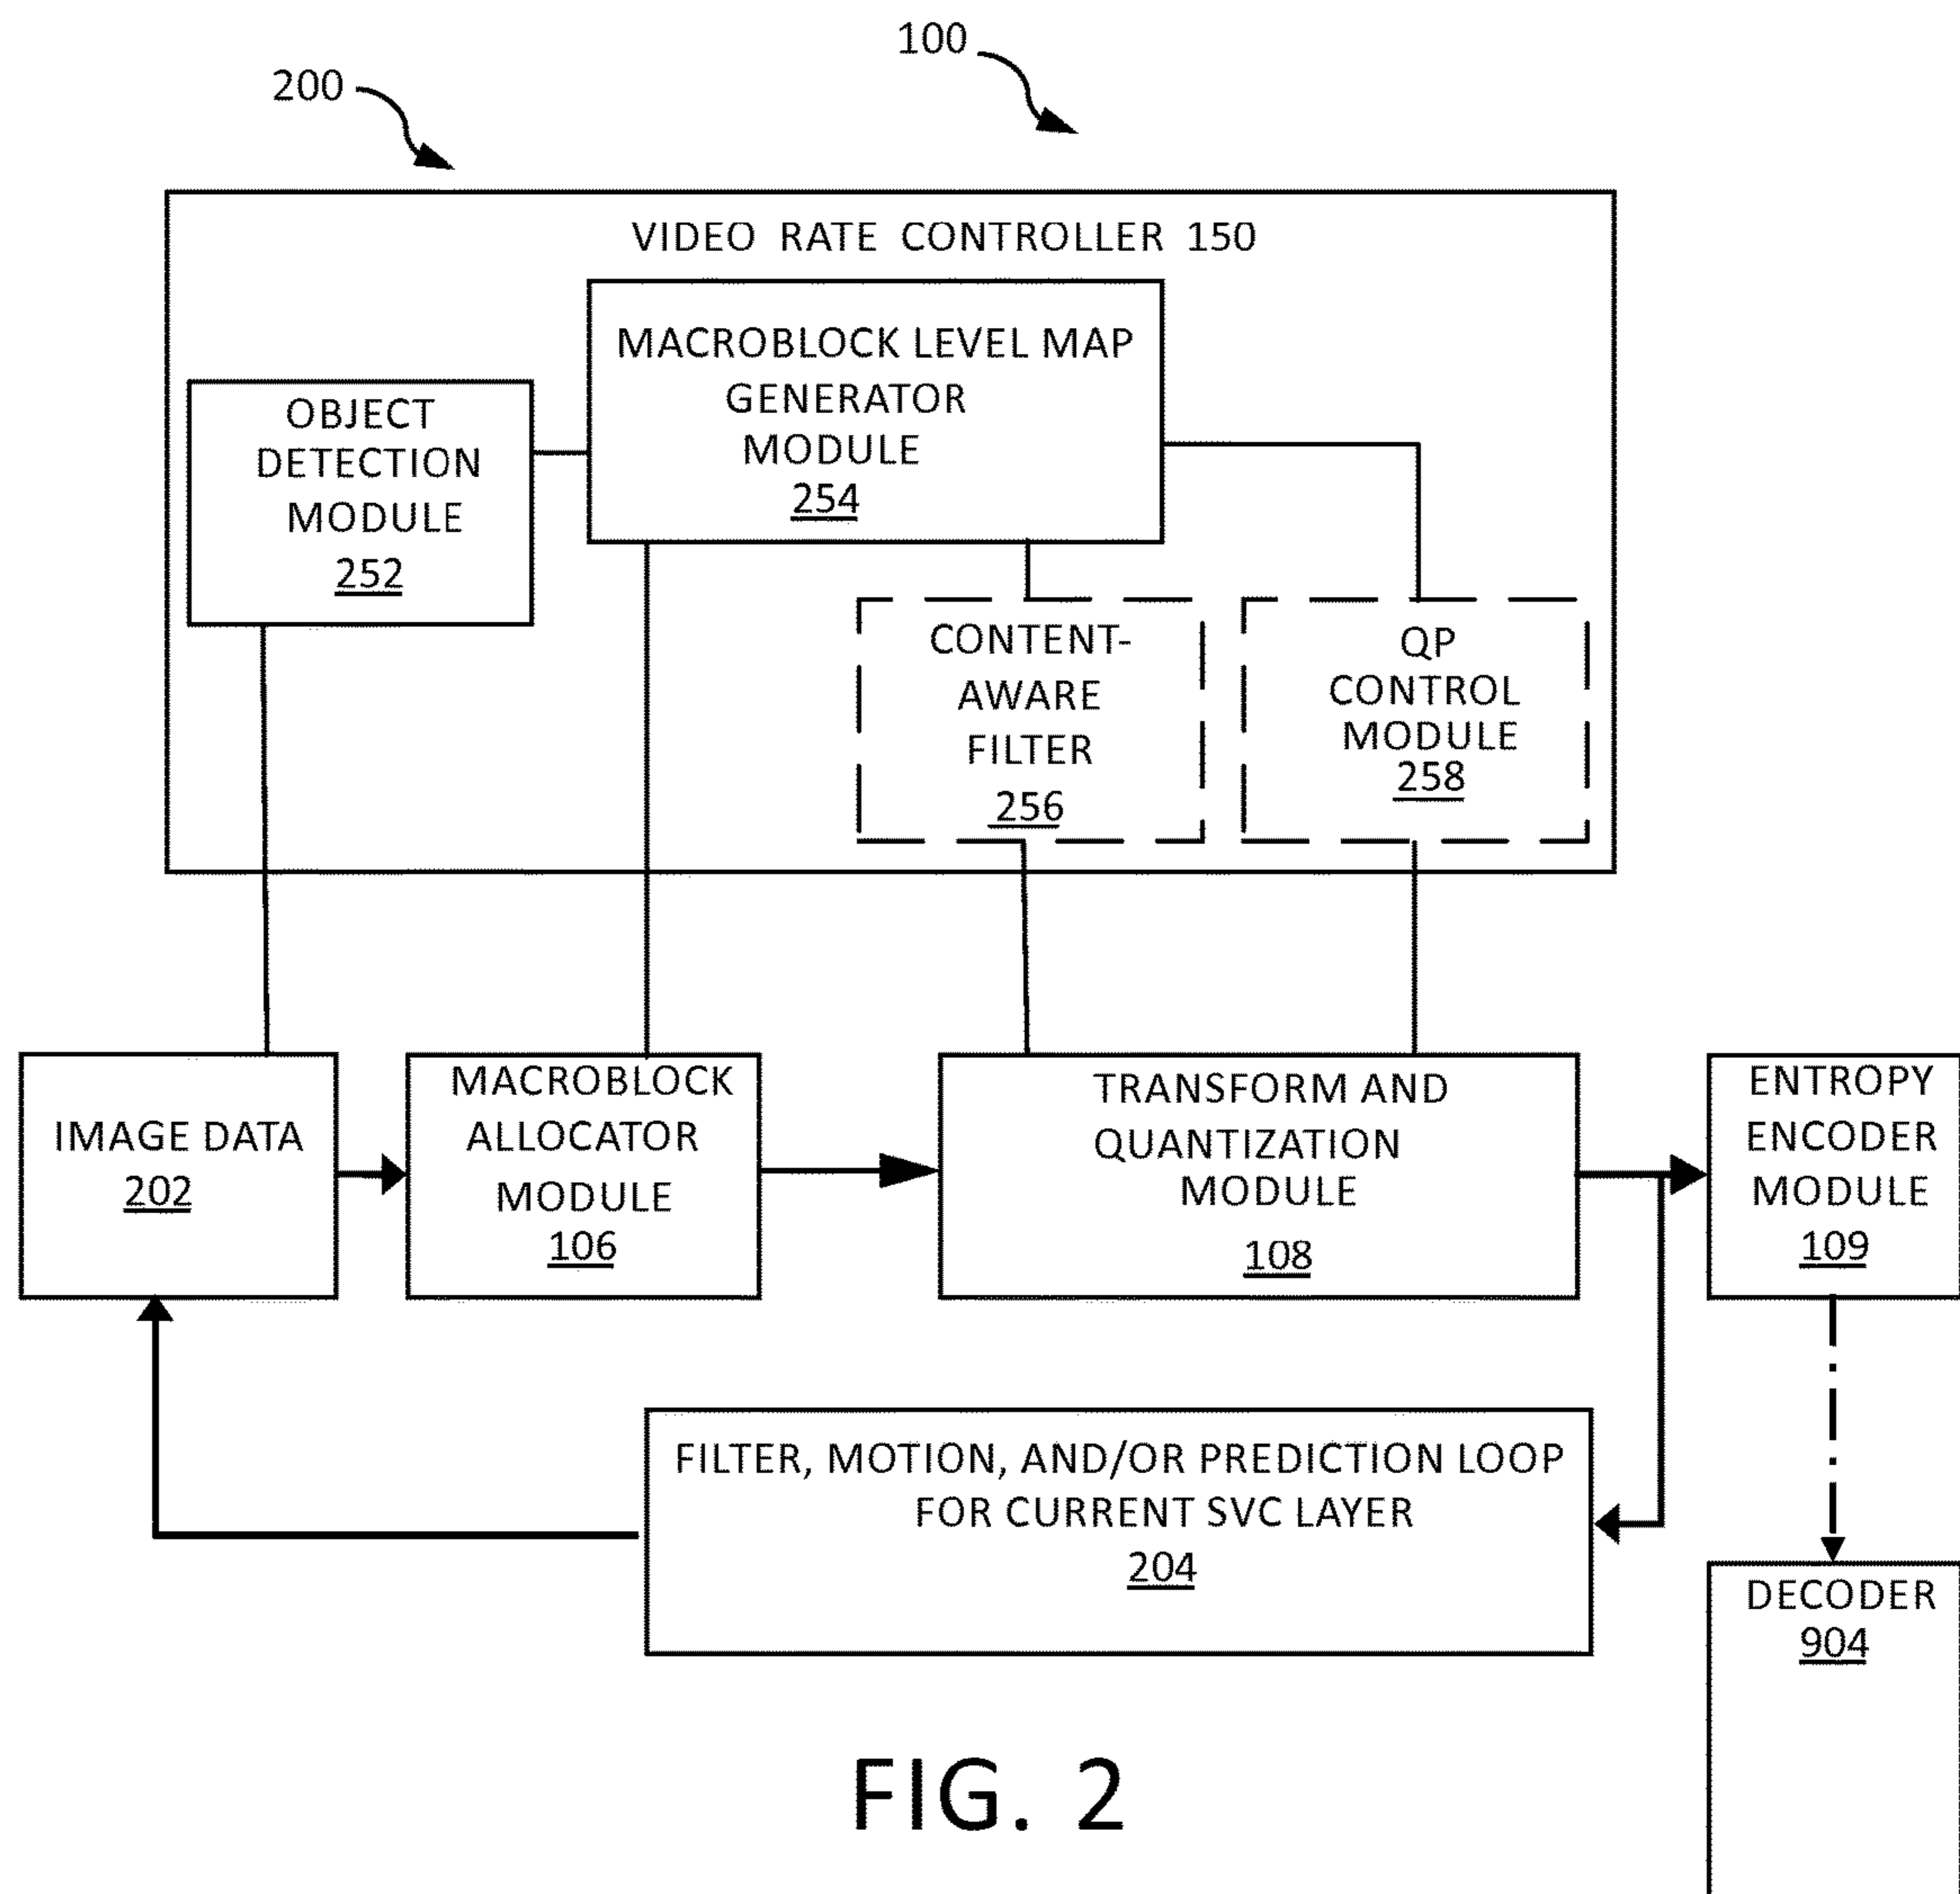 100
200
VIDEO RATE CONTROLLER 150
MACROBLOCK LEVEL MAP
GENERATOR
MODULE
254
OBJECT
DETECTION
MODULE
252
CONTENT-
AWARE
FILTER
256
QP
CONTROL
MODULE
258
IMAGE DATA
202
MACROBLOCK
ALLOCATOR
MODULE
106
TRANSFORM AND
QUANTIZATION
MODULE
108
ENTROPY
ENCODER
MODULE
109
FILTER, MOTION, AND/OR PREDICTION LOOP
FOR CURRENT SVC LAYER
204
DECODER
904
FIG. 2